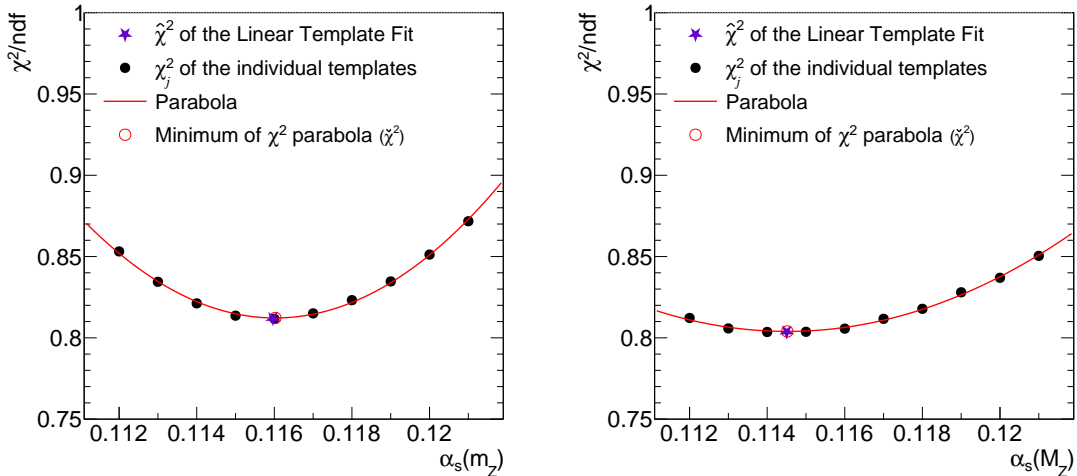 χ²/ndf
1
0.95
0.9
0.85
0.8
0.75
χ̂² of the Linear Template Fit
χ²ⱼ of the individual templates
Parabola
Minimum of χ² parabola (χ̌²)
0.112 0.114 0.116 0.118 0.12
αₛ(m_Z)
χ²/ndf
1
0.95
0.9
0.85
0.8
0.75
χ̂² of the Linear Template Fit
χ²ⱼ of the individual templates
Parabola
Minimum of χ² parabola (χ̌²)
0.112 0.114 0.116 0.118 0.12
αₛ(M_Z)